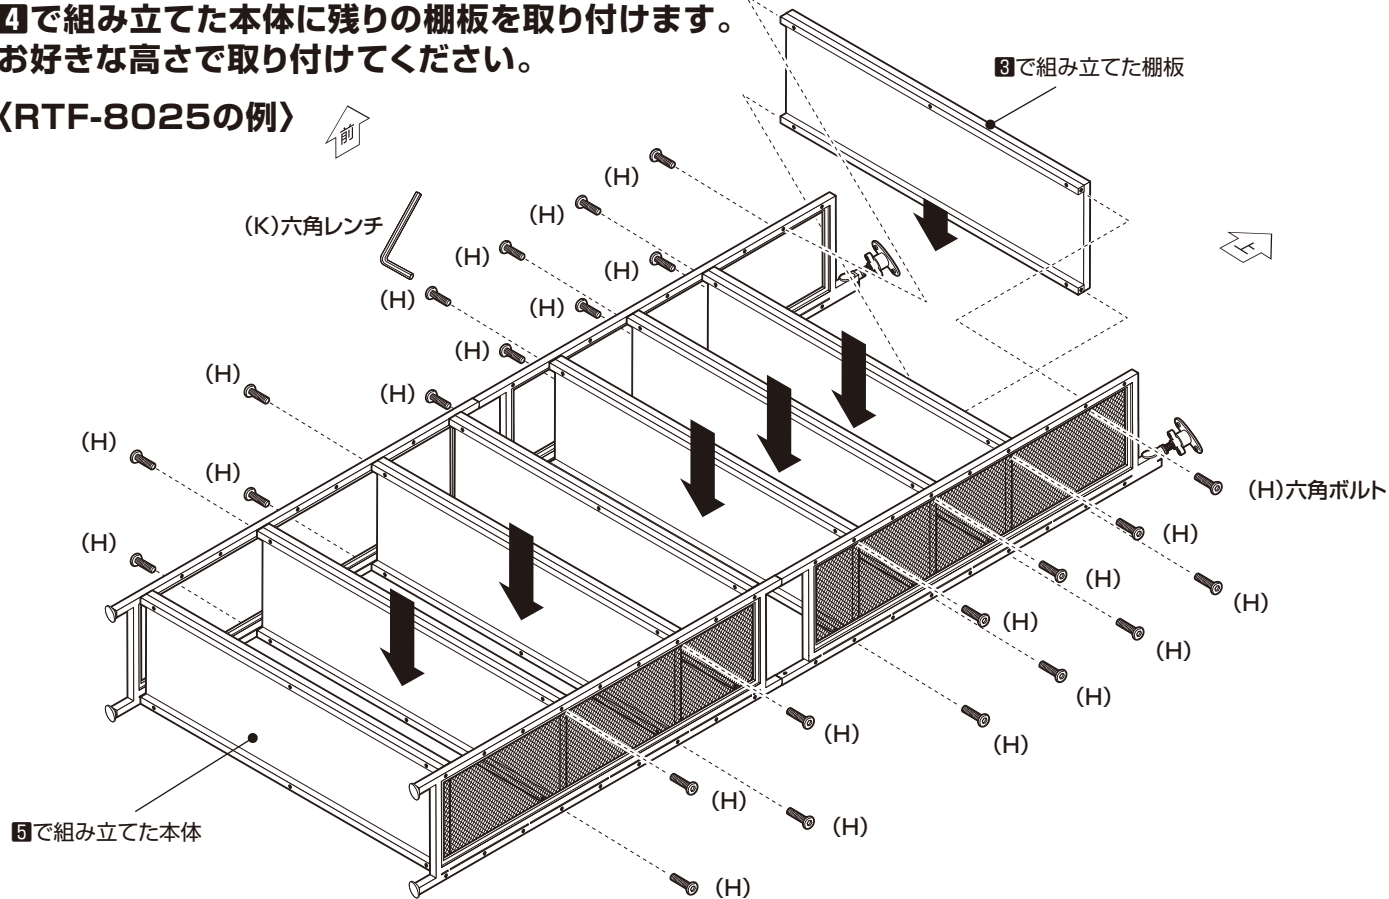 4で組み立てた本体に残りの棚板を取り付けます。
お好きな高さで取り付けてください。
〈RTF-8025の例〉
前
3で組み立てた棚板
上
(K)六角レンチ
(H)
(H)
(H)
(H)
(H)
(H)
(H)
(H)
(H)
(H)
(H)
(H)
(H)六角ボルト
(H)
(H)
(H)
(H)
(H)
(H)
(H)
(H)
(H)
(H)
(H)
5で組み立てた本体